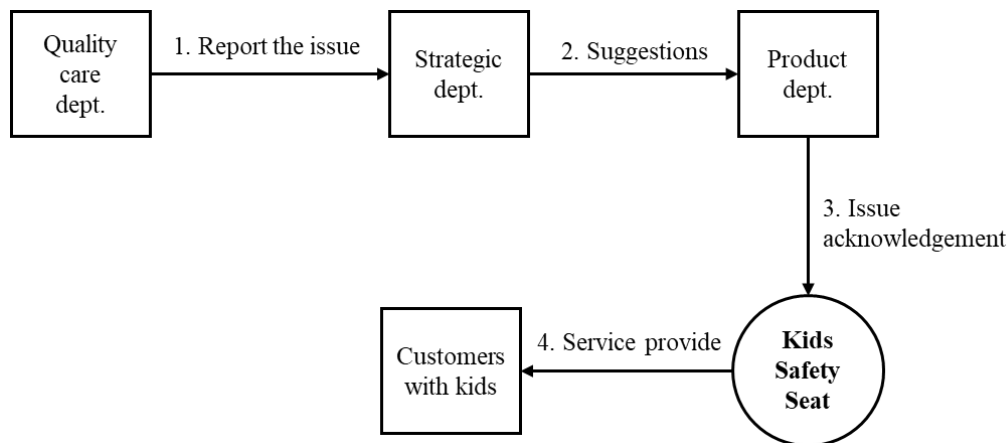 Quality
care
dept.
1. Report the issue
Strategic
dept.
2. Suggestions
Product
dept.
3. Issue
acknowledgement
Kids
Safety
Seat
4. Service provide
Customers
with kids